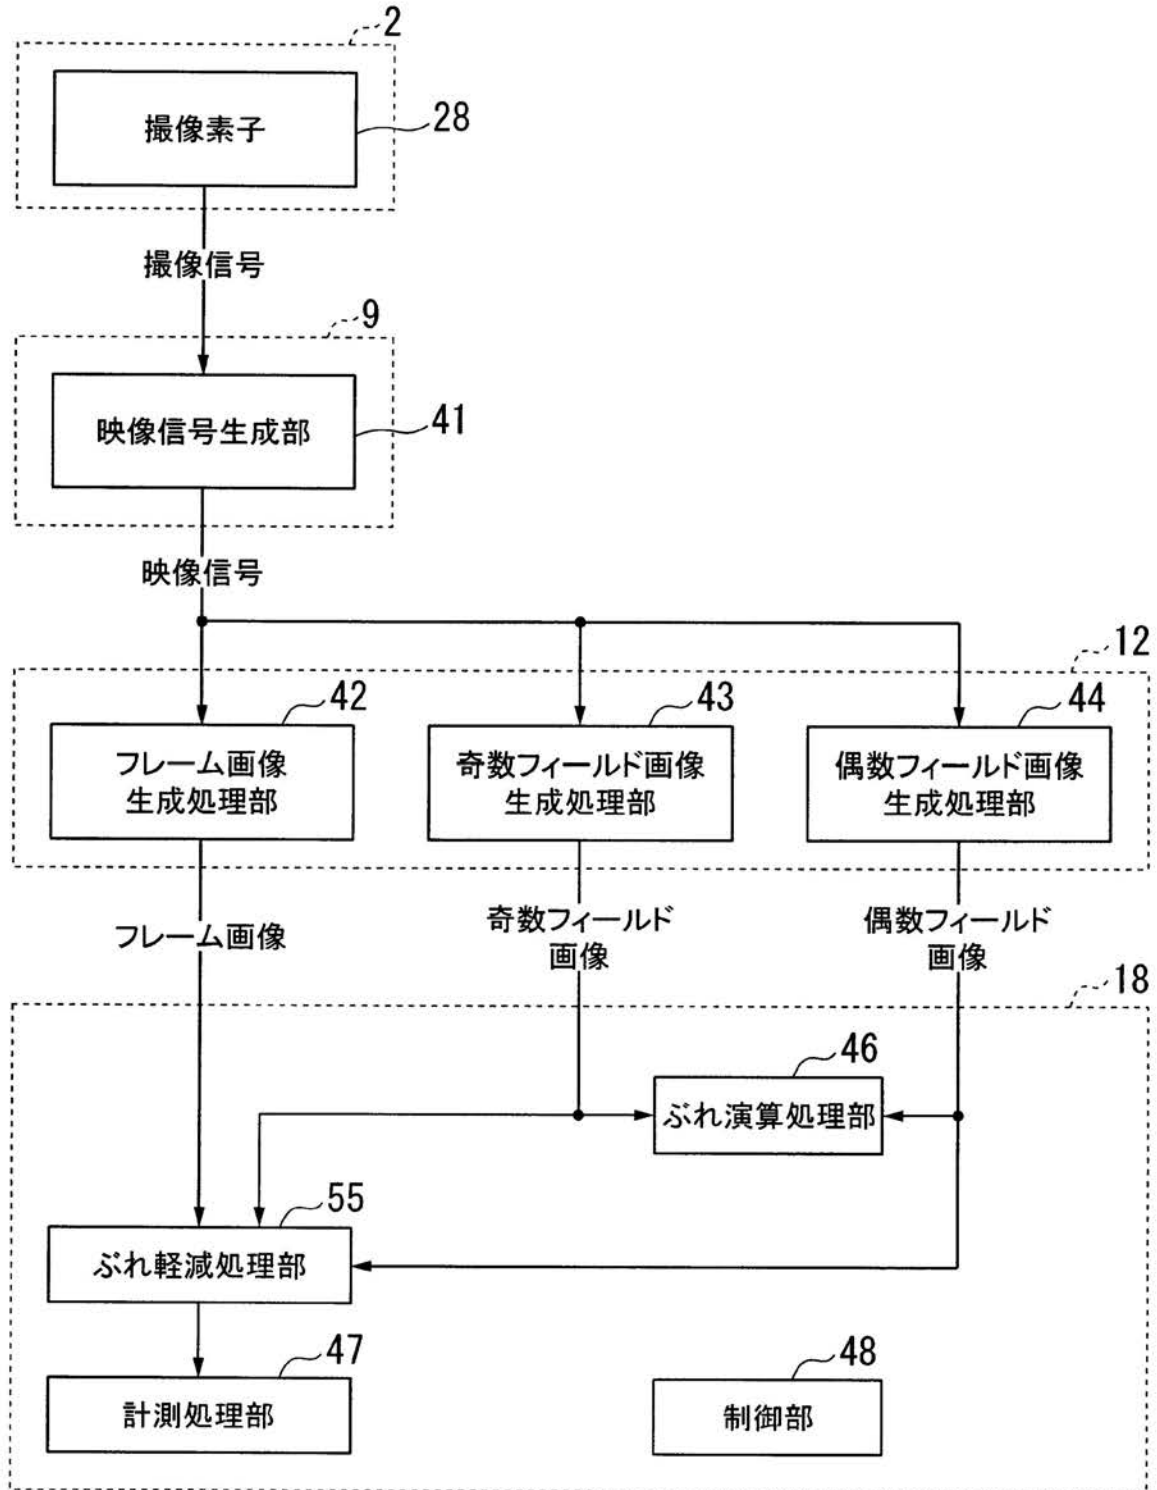 2
撮像素子
28
撮像信号
9
映像信号生成部
41
映像信号
12
42
43
44
フレーム画像
生成処理部
奇数フィールド画像
生成処理部
偶数フィールド画像
生成処理部
フレーム画像
奇数フィールド
画像
偶数フィールド
画像
18
46
ぶれ演算処理部
55
ぶれ軽減処理部
47
計測処理部
48
制御部